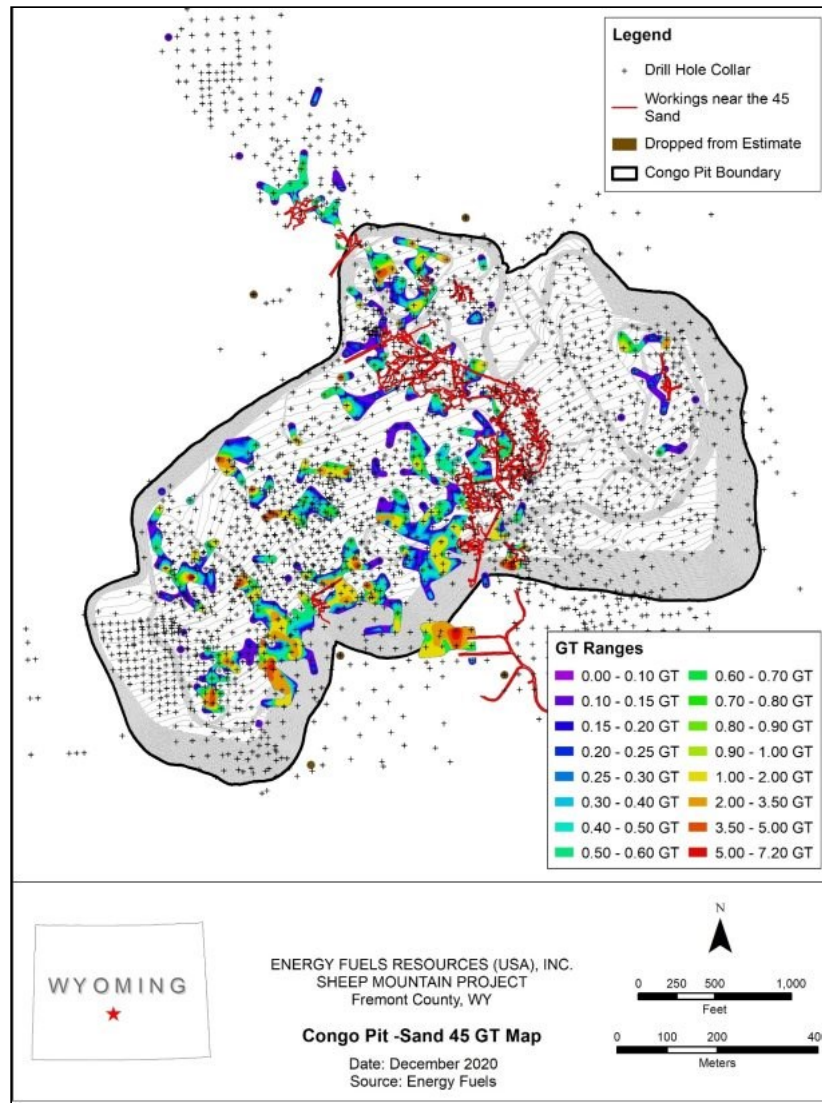 Legend
Drill Hole Collar
Workings near the 45
Sand
Dropped from Estimate
Congo Pit Boundary
GT Ranges
0.00 - 0.10 GT
0.10 - 0.15 GT
0.15 - 0.20 GT
0.20 - 0.25 GT
0.25 - 0.30 GT
0.30 - 0.40 GT
0.40 - 0.50 GT
0.50 - 0.60 GT
0.60 - 0.70 GT
0.70 - 0.80 GT
0.80 - 0.90 GT
0.90 - 1.00 GT
1.00 - 2.00 GT
2.00 - 3.50 GT
3.50 - 5.00 GT
5.00 - 7.20 GT
WYOMING
ENERGY FUELS RESOURCES (USA), INC.
SHEEP MOUNTAIN PROJECT
Fremont County, WY
Congo Pit -Sand 45 GT Map
Date: December 2020
Source: Energy Fuels
N
0 250 500 1,000
Feet
0 100 200 400
Meters